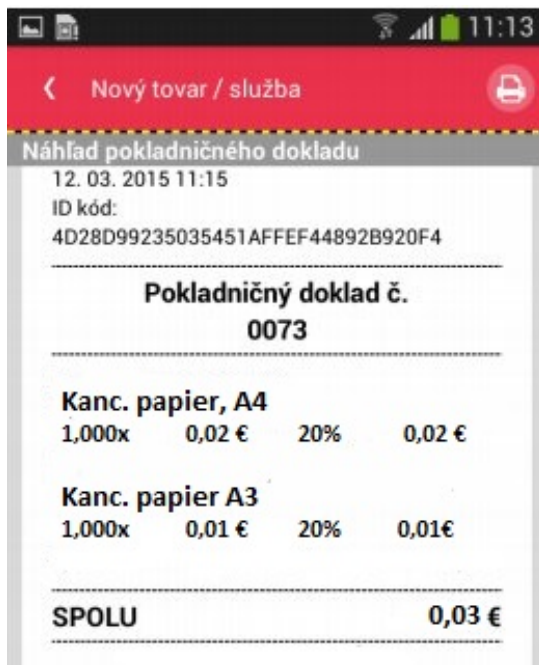 11:13
Nový tovar / služba
Náhľad pokladničného dokladu
12. 03. 2015 11:15
ID kód:
4D28D99235035451AFFEF44892B920F4
Pokladničný doklad č.
0073
Kanc. papier, A4
1,000x 0,02 € 20% 0,02 €
Kanc. papier A3
1,000x 0,01 € 20% 0,01€
SPOLU 0,03 €